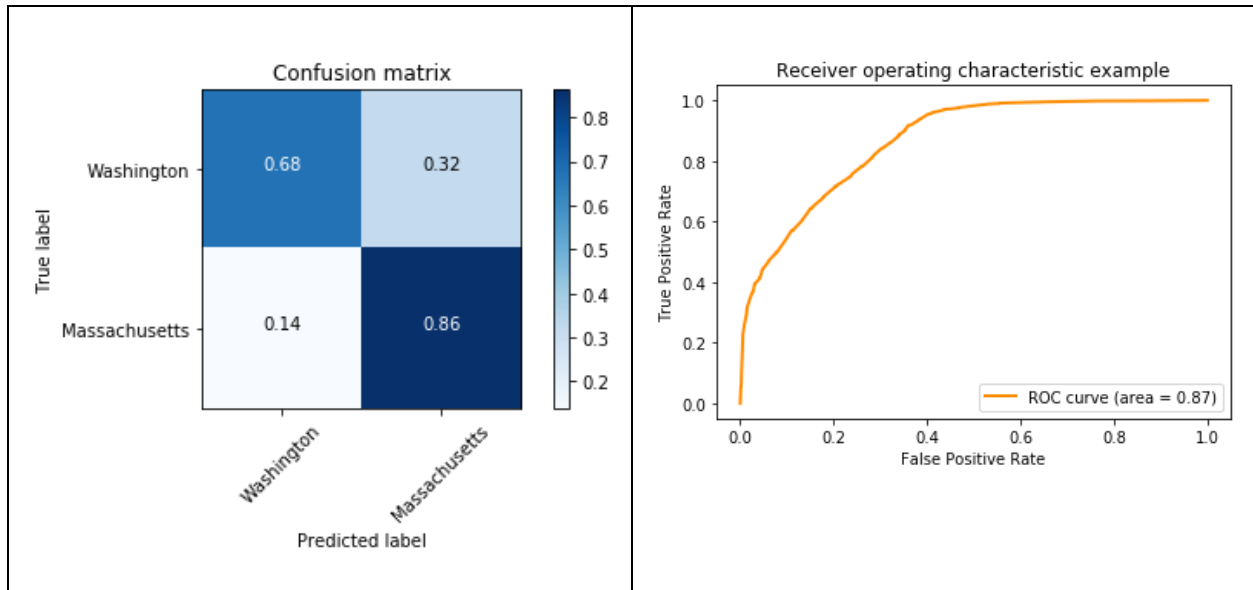 Confusion matrix
True label
Washington
Massachusetts
0.68
0.32
0.14
0.86
0.8
0.7
0.6
0.5
0.4
0.3
0.2
Washington
Massachusetts
Predicted label
Receiver operating characteristic example
True Positive Rate
1.0
0.8
0.6
0.4
0.2
0.0
ROC curve (area = 0.87)
0.0
0.2
0.4
0.6
0.8
1.0
False Positive Rate